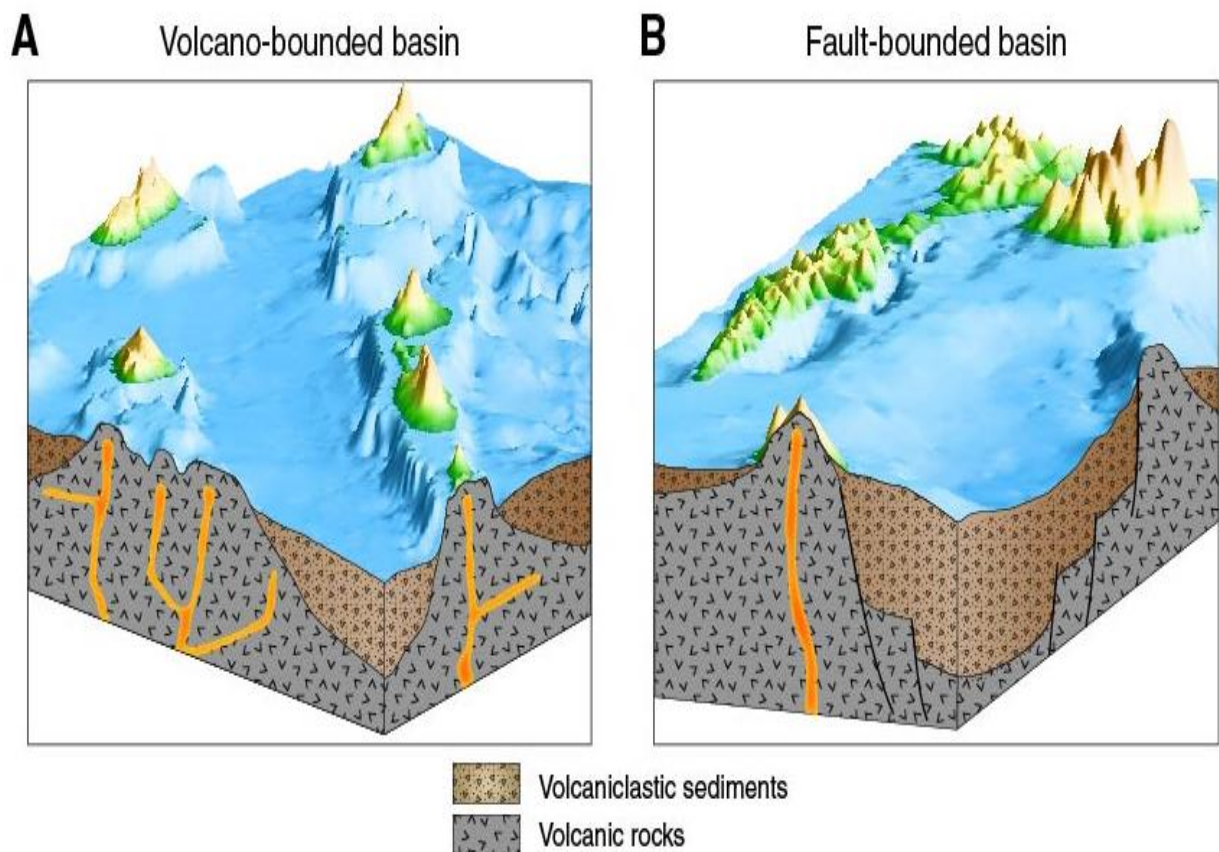 A Volcano-bounded basin
B Fault-bounded basin
Volcaniclastic sediments
Volcanic rocks